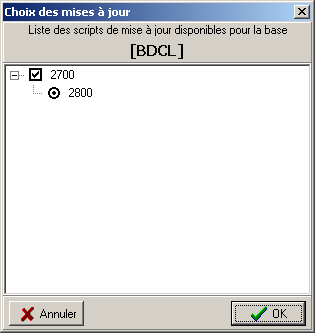 Choix des mises à jour
Liste des scripts de mise à jour disponibles pour la base
[BDCL]
2700
2800
Annuler
OK